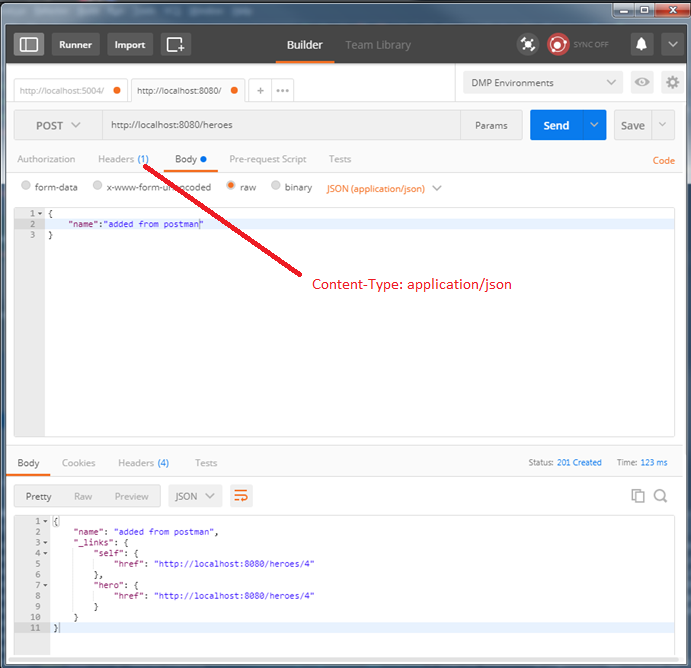 Runner Import Builder Team Library SYNC OFF
http://localhost:5004/ http://localhost:8080/ + ••• DMP Environments
POST http://localhost:8080/heroes Params Send Save
Authorization Headers (1) Body Pre-request Script Tests Code
form-data x-www-form-urlencoded raw binary JSON (application/json)
1 {
2 "name":"added from postman"
3 }
Content-Type: application/json
Body Cookies Headers (4) Tests Status: 201 Created Time: 123 ms
Pretty Raw Preview JSON
1 {
2 "name": "added from postman",
3 "_links": {
4 "self": {
5 "href": "http://localhost:8080/heroes/4"
6 },
7 "hero": {
8 "href": "http://localhost:8080/heroes/4"
9 }
10 }
11 }